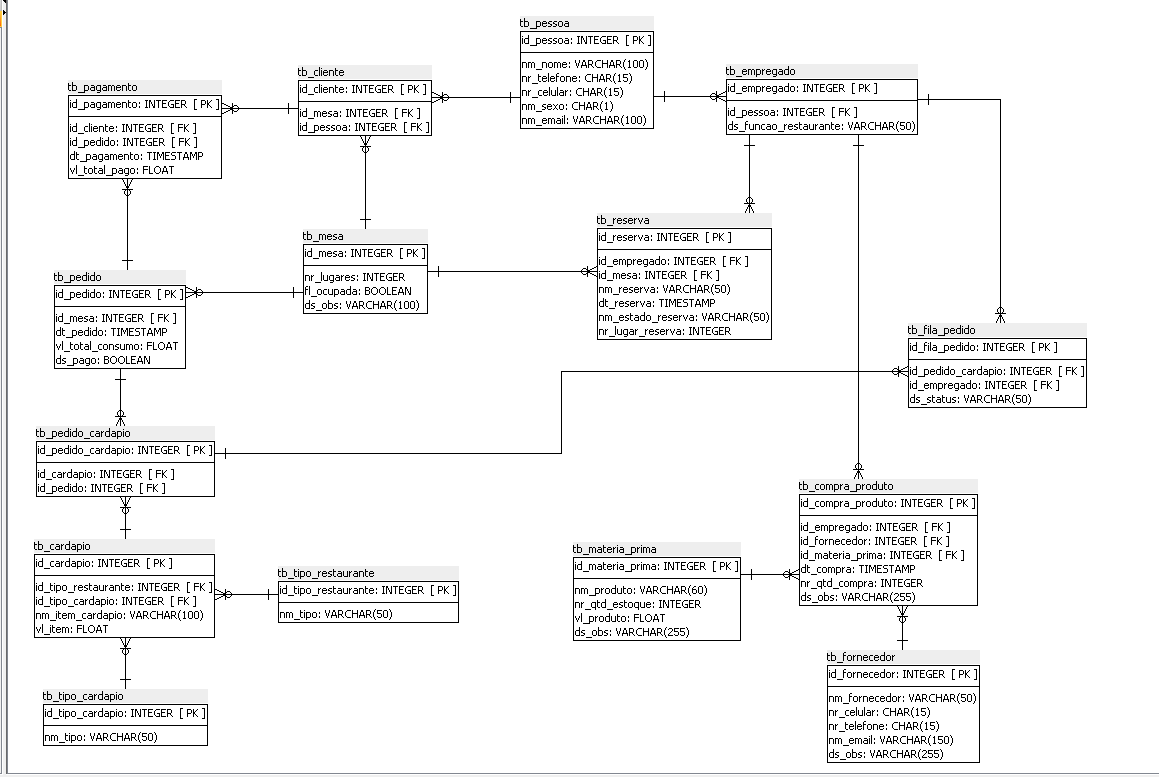 tb_pessoa
id_pessoa: INTEGER [ PK ]
nm_nome: VARCHAR(100)
nr_telefone: CHAR(15)
nr_celular: CHAR(15)
nm_sexo: CHAR(1)
nm_email: VARCHAR(100)
tb_cliente
id_cliente: INTEGER [ PK ]
id_mesa: INTEGER [ FK ]
id_pessoa: INTEGER [ FK ]
tb_empregado
id_empregado: INTEGER [ PK ]
id_pessoa: INTEGER [ FK ]
ds_funcao_restaurante: VARCHAR(50)
tb_pagamento
id_pagamento: INTEGER [ PK ]
id_cliente: INTEGER [ FK ]
id_pedido: INTEGER [ FK ]
dt_pagamento: TIMESTAMP
vl_total_pago: FLOAT
tb_reserva
id_reserva: INTEGER [ PK ]
id_empregado: INTEGER [ FK ]
id_mesa: INTEGER [ FK ]
nm_reserva: VARCHAR(50)
dt_reserva: TIMESTAMP
nm_estado_reserva: VARCHAR(50)
nr_lugar_reserva: INTEGER
tb_mesa
id_mesa: INTEGER [ PK ]
nr_lugares: INTEGER
fl_ocupada: BOOLEAN
ds_obs: VARCHAR(100)
tb_pedido
id_pedido: INTEGER [ PK ]
id_mesa: INTEGER [ FK ]
dt_pedido: TIMESTAMP
vl_total_consumo: FLOAT
ds_pago: BOOLEAN
tb_fila_pedido
id_fila_pedido: INTEGER [ PK ]
id_pedido_cardapio: INTEGER [ FK ]
id_empregado: INTEGER [ FK ]
ds_status: VARCHAR(50)
tb_pedido_cardapio
id_pedido_cardapio: INTEGER [ PK ]
id_cardapio: INTEGER [ FK ]
id_pedido: INTEGER [ FK ]
tb_compra_produto
id_compra_produto: INTEGER [ PK ]
id_empregado: INTEGER [ FK ]
id_fornecedor: INTEGER [ FK ]
id_materia_prima: INTEGER [ FK ]
dt_compra: TIMESTAMP
nr_qtd_compra: INTEGER
ds_obs: VARCHAR(255)
tb_cardapio
id_cardapio: INTEGER [ PK ]
id_tipo_restaurante: INTEGER [ FK ]
id_tipo_cardapio: INTEGER [ FK ]
nm_item_cardapio: VARCHAR(100)
vl_item: FLOAT
tb_materia_prima
id_materia_prima: INTEGER [ PK ]
nm_produto: VARCHAR(60)
nr_qtd_estoque: INTEGER
vl_produto: FLOAT
ds_obs: VARCHAR(255)
tb_tipo_restaurante
id_tipo_restaurante: INTEGER [ PK ]
nm_tipo: VARCHAR(50)
tb_fornecedor
id_fornecedor: INTEGER [ PK ]
nm_fornecedor: VARCHAR(50)
nr_celular: CHAR(15)
nr_telefone: CHAR(15)
nm_email: VARCHAR(150)
ds_obs: VARCHAR(255)
tb_tipo_cardapio
id_tipo_cardapio: INTEGER [ PK ]
nm_tipo: VARCHAR(50)